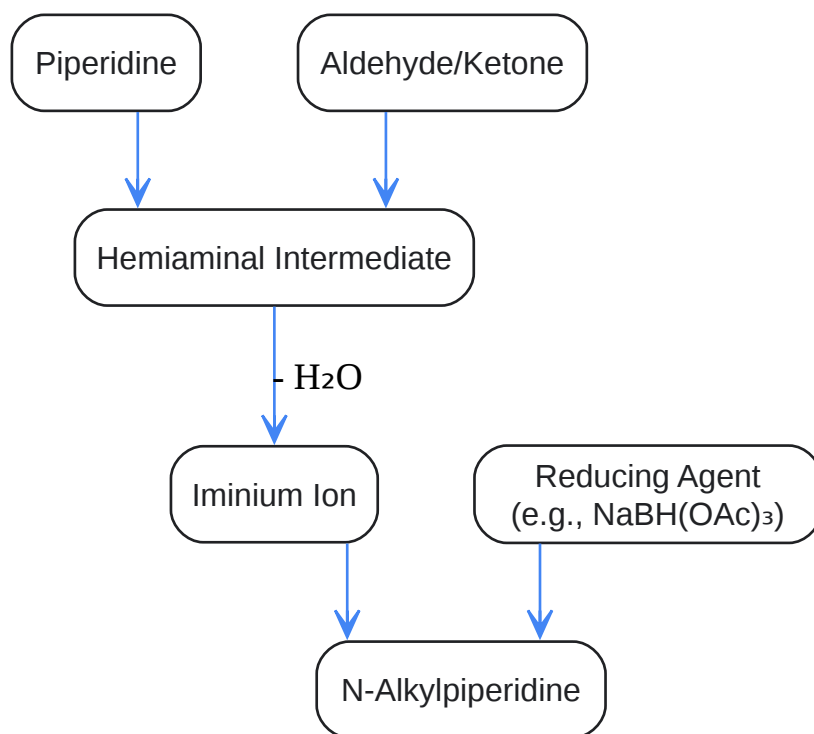 Piperidine
Aldehyde/Ketone
Hemiaminal Intermediate
- H₂O
Iminium Ion
Reducing Agent
(e.g., NaBH(OAc)₃)
N-Alkylpiperidine